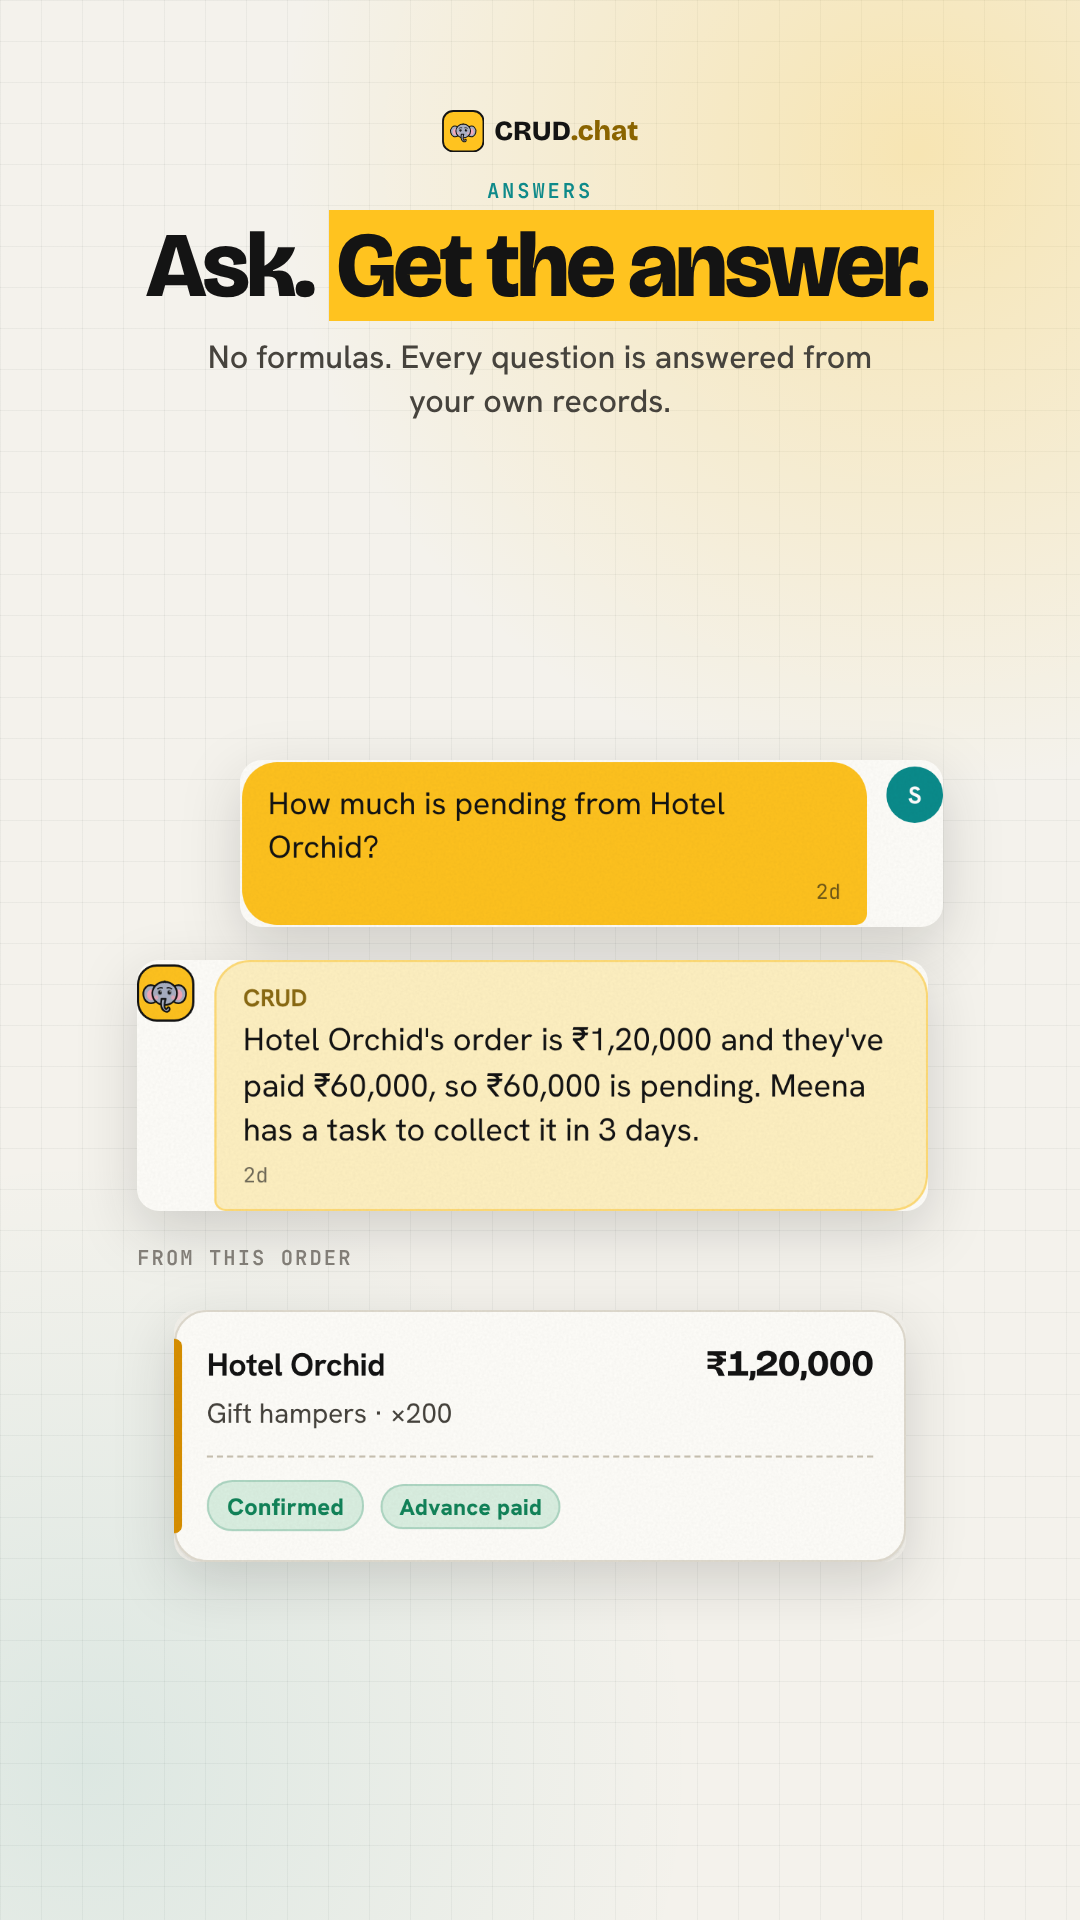 CRUD.chat
ANSWERS
Ask. Get the answer.
No formulas. Every question is answered from
your own records.
How much is pending from Hotel
Orchid?
2d
S
CRUD
Hotel Orchid's order is ₹1,20,000 and they've
paid ₹60,000, so ₹60,000 is pending. Meena
has a task to collect it in 3 days.
2d
FROM THIS ORDER
Hotel Orchid ₹1,20,000
Gift hampers · ×200
Confirmed Advance paid